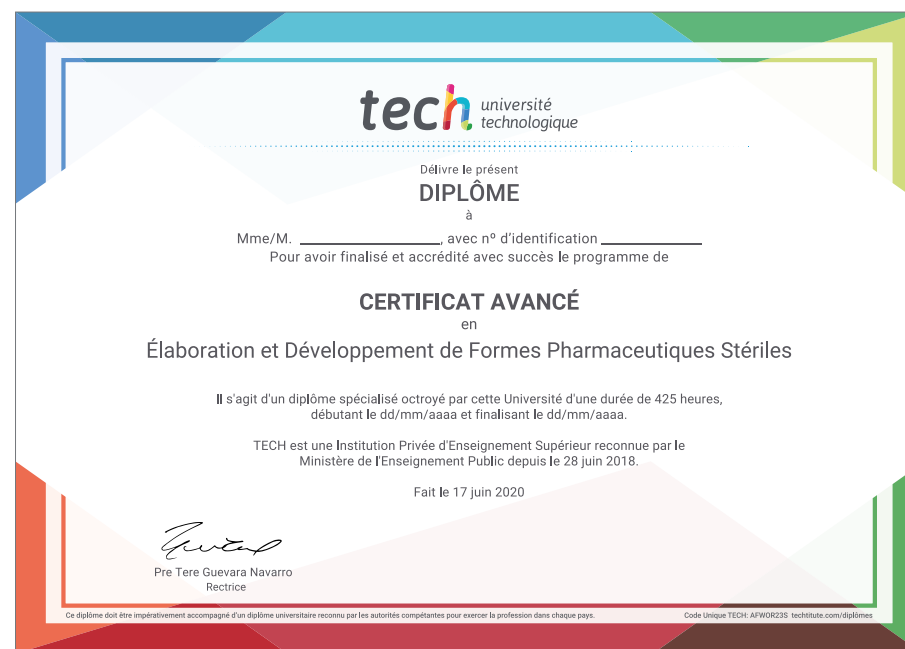 tech université
technologique
Délivre le présent
DIPLÔME
à
Mme/M. ____________________, avec nº d'identification ______________
Pour avoir finalisé et accrédité avec succès le programme de
CERTIFICAT AVANCÉ
en
Élaboration et Développement de Formes Pharmaceutiques Stériles
Il s'agit d'un diplôme spécialisé octroyé par cette Université d'une durée de 425 heures,
débutant le dd/mm/aaaa et finalisant le dd/mm/aaaa.
TECH est une Institution Privée d'Enseignement Supérieur reconnue par le
Ministère de l'Enseignement Public depuis le 28 juin 2018.
Fait le 17 juin 2020
Pre Tere Guevara Navarro
Rectrice
Ce diplôme doit être impérativement accompagné d'un diplôme universitaire reconnu par les autorités compétentes pour exercer la profession dans chaque pays.
Code Unique TECH: AFWOR23S techtitute.com/diplômes